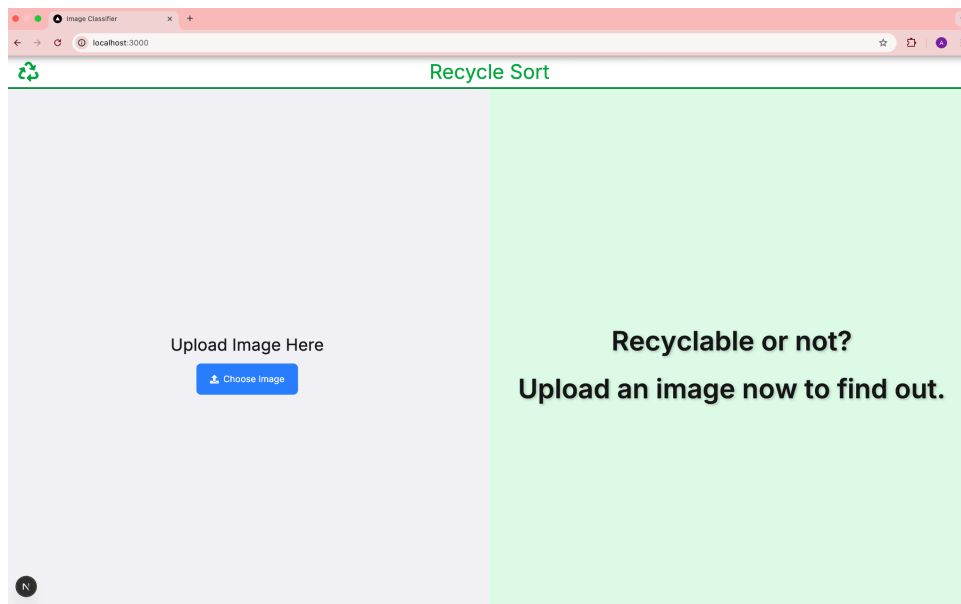 Image Classifier
localhost:3000
A
Recycle Sort
Upload Image Here
Choose Image
Recyclable or not?
Upload an image now to find out.
N